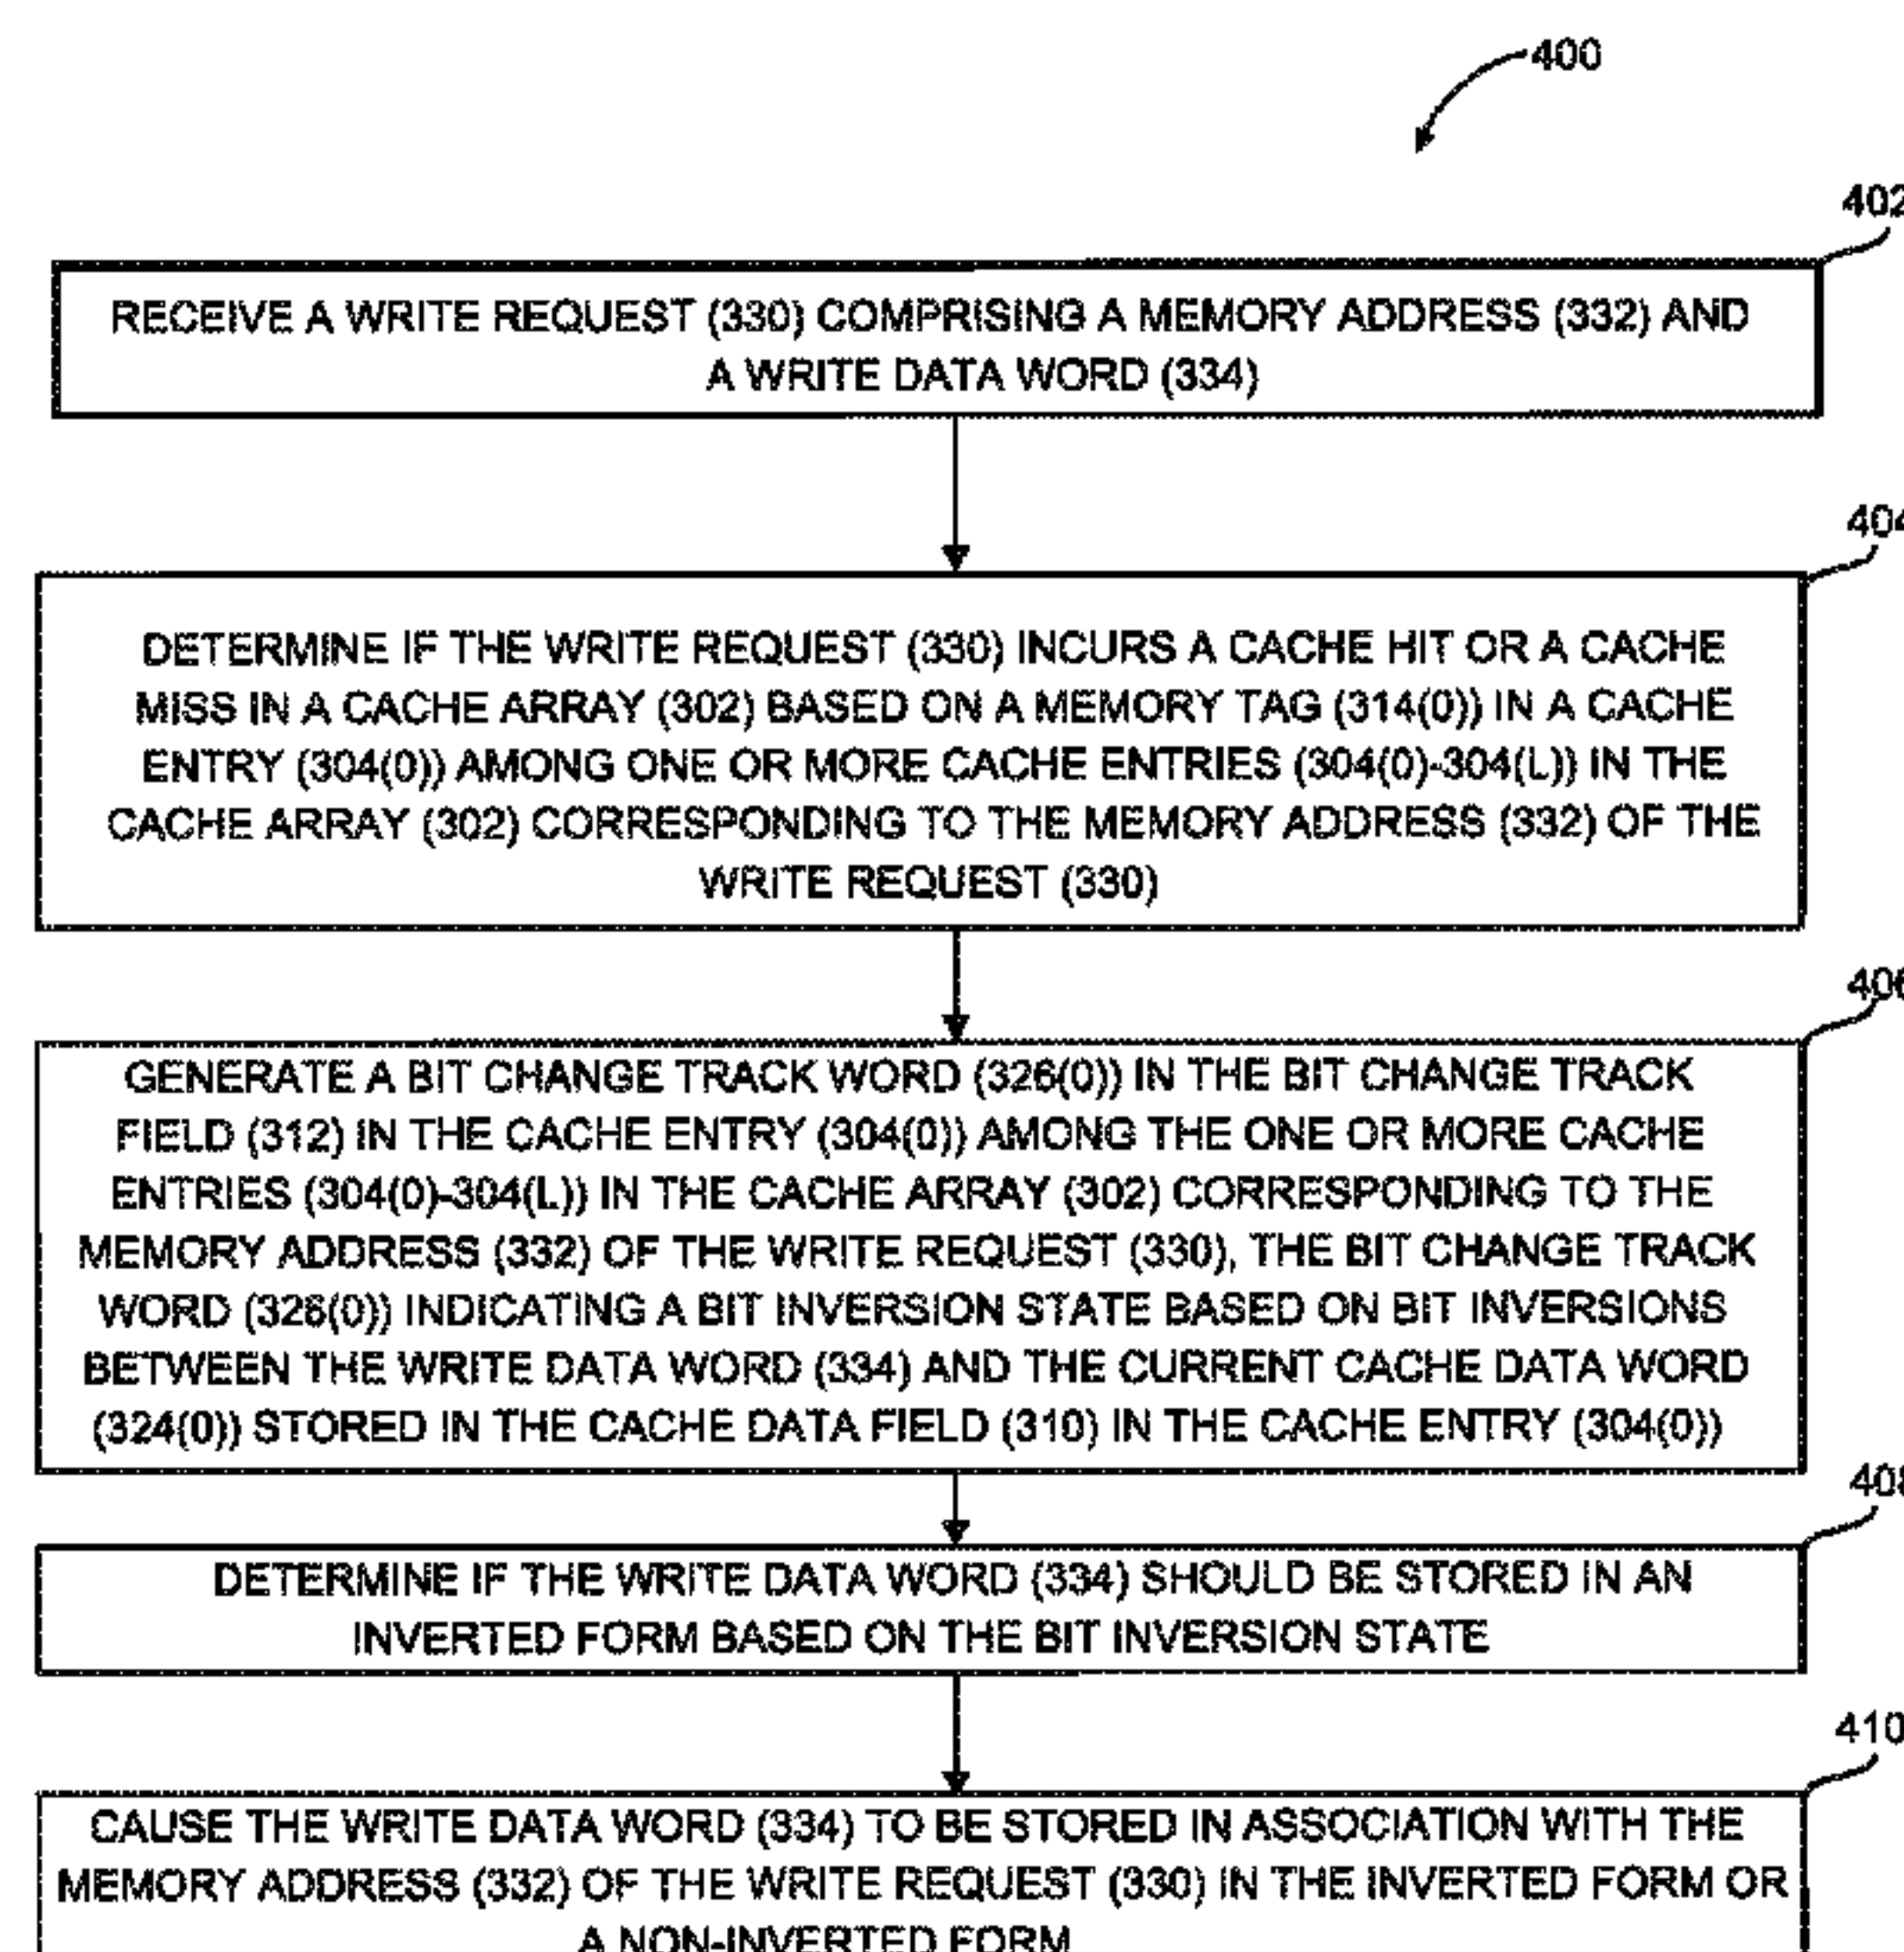 400
402
RECEIVE A WRITE REQUEST (330) COMPRISING A MEMORY ADDRESS (332) AND
A WRITE DATA WORD (334)
404
DETERMINE IF THE WRITE REQUEST (330) INCURS A CACHE HIT OR A CACHE
MISS IN A CACHE ARRAY (302) BASED ON A MEMORY TAG (314(0)) IN A CACHE
ENTRY (304(0)) AMONG ONE OR MORE CACHE ENTRIES (304(0)-304(L)) IN THE
CACHE ARRAY (302) CORRESPONDING TO THE MEMORY ADDRESS (332) OF THE
WRITE REQUEST (330)
406
GENERATE A BIT CHANGE TRACK WORD (326(0)) IN THE BIT CHANGE TRACK
FIELD (312) IN THE CACHE ENTRY (304(0)) AMONG THE ONE OR MORE CACHE
ENTRIES (304(0)-304(L)) IN THE CACHE ARRAY (302) CORRESPONDING TO THE
MEMORY ADDRESS (332) OF THE WRITE REQUEST (330), THE BIT CHANGE TRACK
WORD (326(0)) INDICATING A BIT INVERSION STATE BASED ON BIT INVERSIONS
BETWEEN THE WRITE DATA WORD (334) AND THE CURRENT CACHE DATA WORD
(324(0)) STORED IN THE CACHE DATA FIELD (310) IN THE CACHE ENTRY (304(0))
408
DETERMINE IF THE WRITE DATA WORD (334) SHOULD BE STORED IN AN
INVERTED FORM BASED ON THE BIT INVERSION STATE
410
CAUSE THE WRITE DATA WORD (334) TO BE STORED IN ASSOCIATION WITH THE
MEMORY ADDRESS (332) OF THE WRITE REQUEST (330) IN THE INVERTED FORM OR
A NON-INVERTED FORM